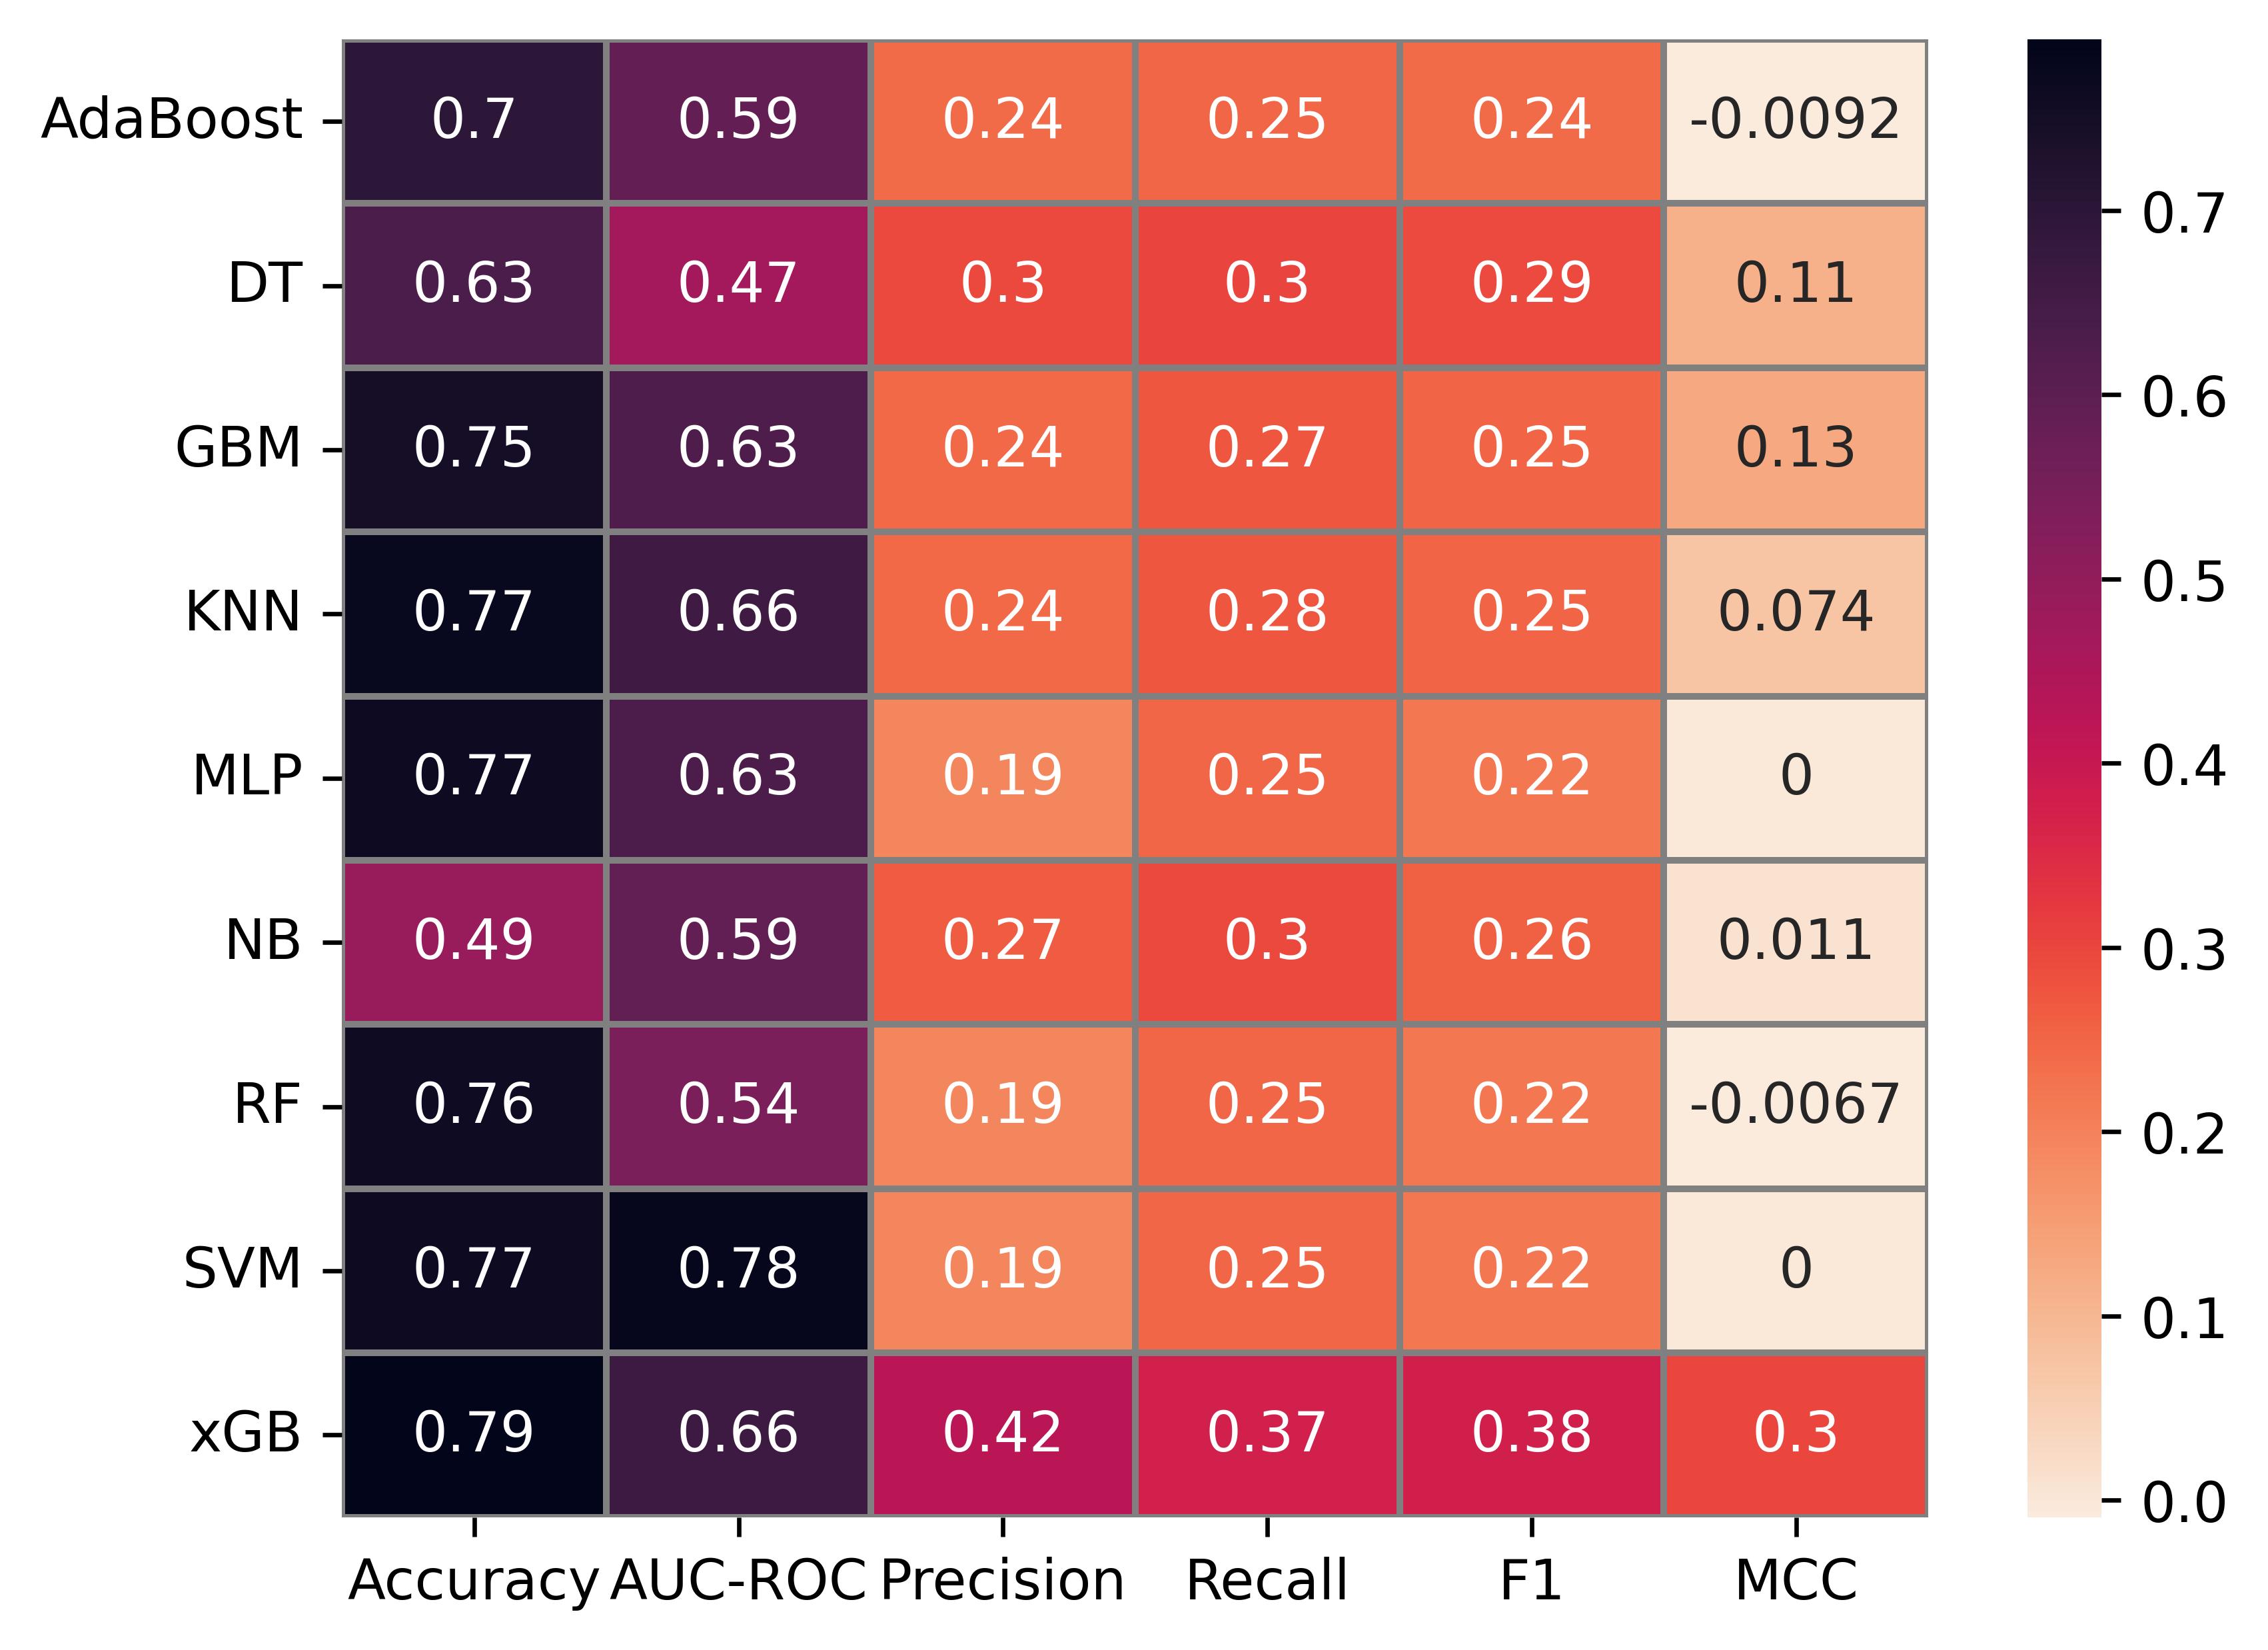 AdaBoost 0.7 0.59 0.24 0.25 0.24 -0.0092
DT 0.63 0.47 0.3 0.3 0.29 0.11
GBM 0.75 0.63 0.24 0.27 0.25 0.13
KNN 0.77 0.66 0.24 0.28 0.25 0.074
MLP 0.77 0.63 0.19 0.25 0.22 0
NB 0.49 0.59 0.27 0.3 0.26 0.011
RF 0.76 0.54 0.19 0.25 0.22 -0.0067
SVM 0.77 0.78 0.19 0.25 0.22 0
xGB 0.79 0.66 0.42 0.37 0.38 0.3
Accuracy AUC-ROC Precision Recall F1 MCC
0.7
0.6
0.5
0.4
0.3
0.2
0.1
0.0